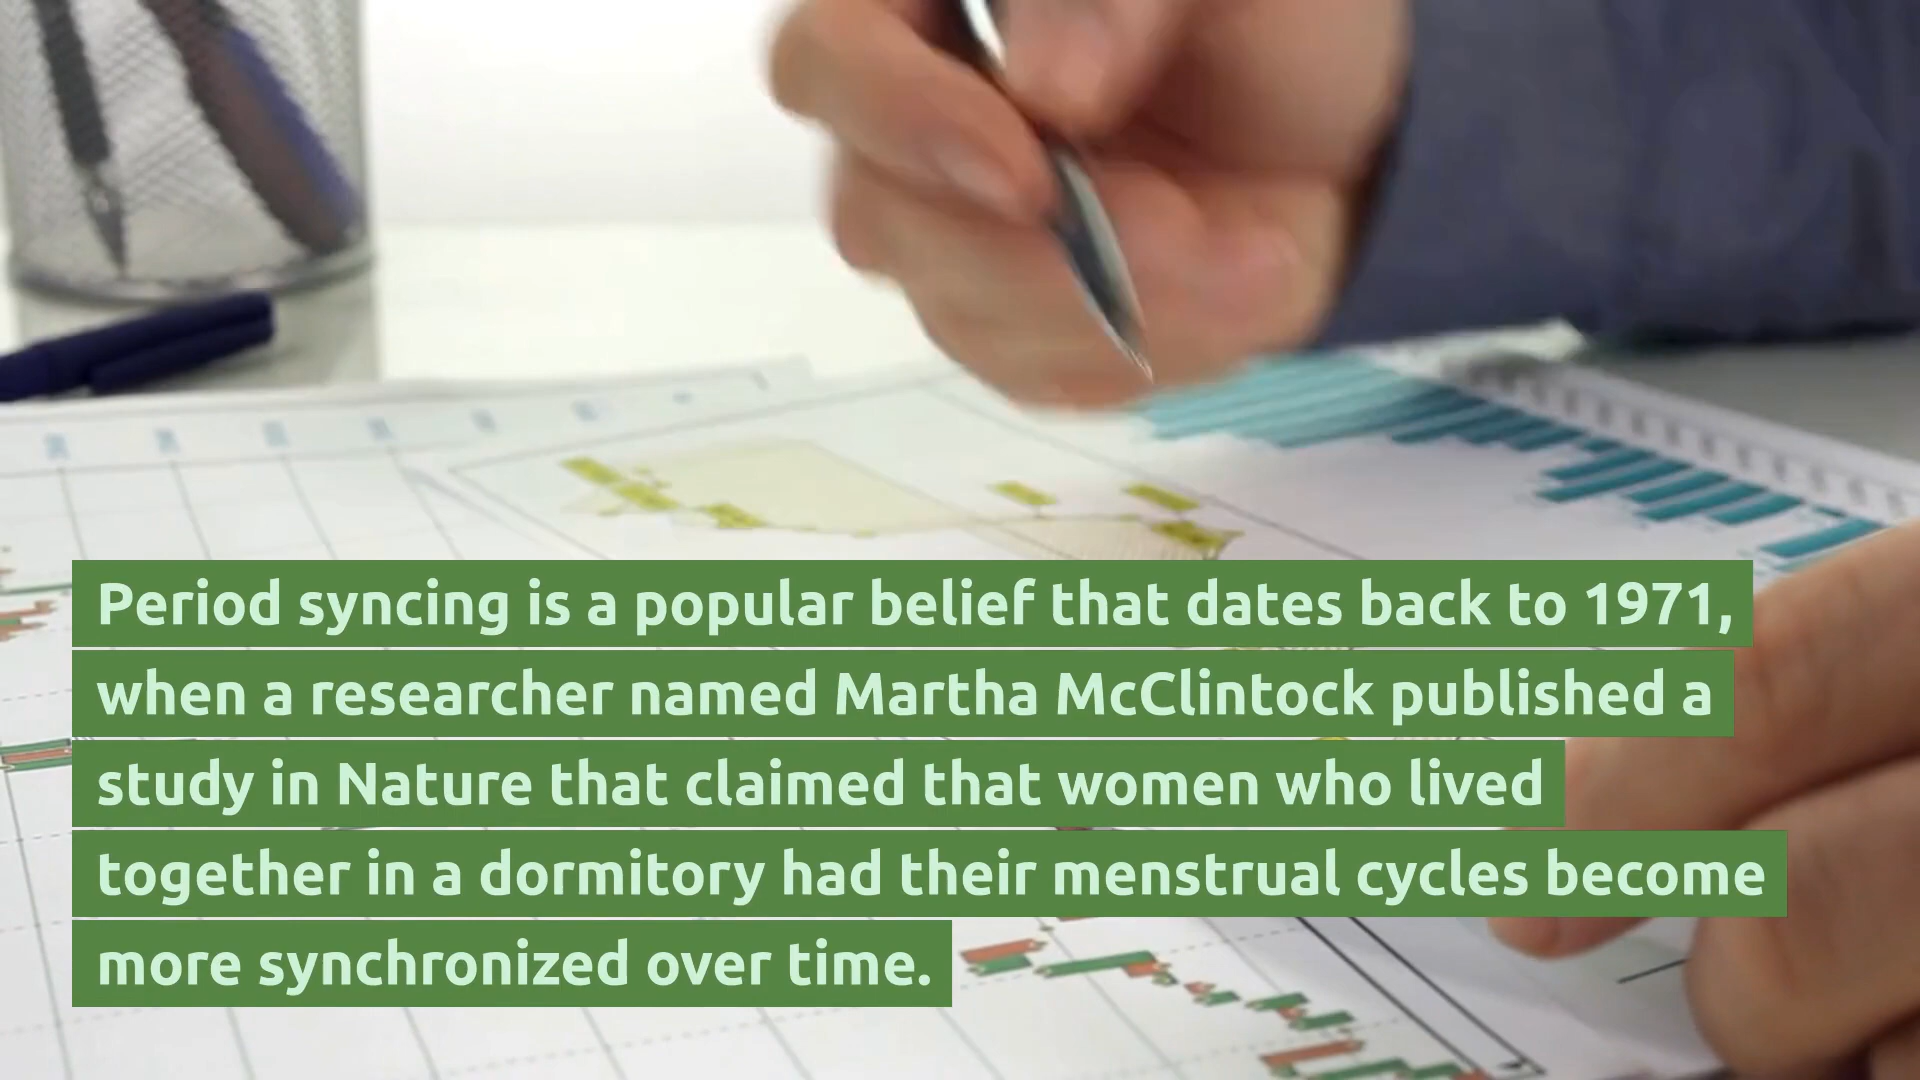 Period syncing is a popular belief that dates back to 1971,
when a researcher named Martha McClintock published a
study in Nature that claimed that women who lived
together in a dormitory had their menstrual cycles become
more synchronized over time.